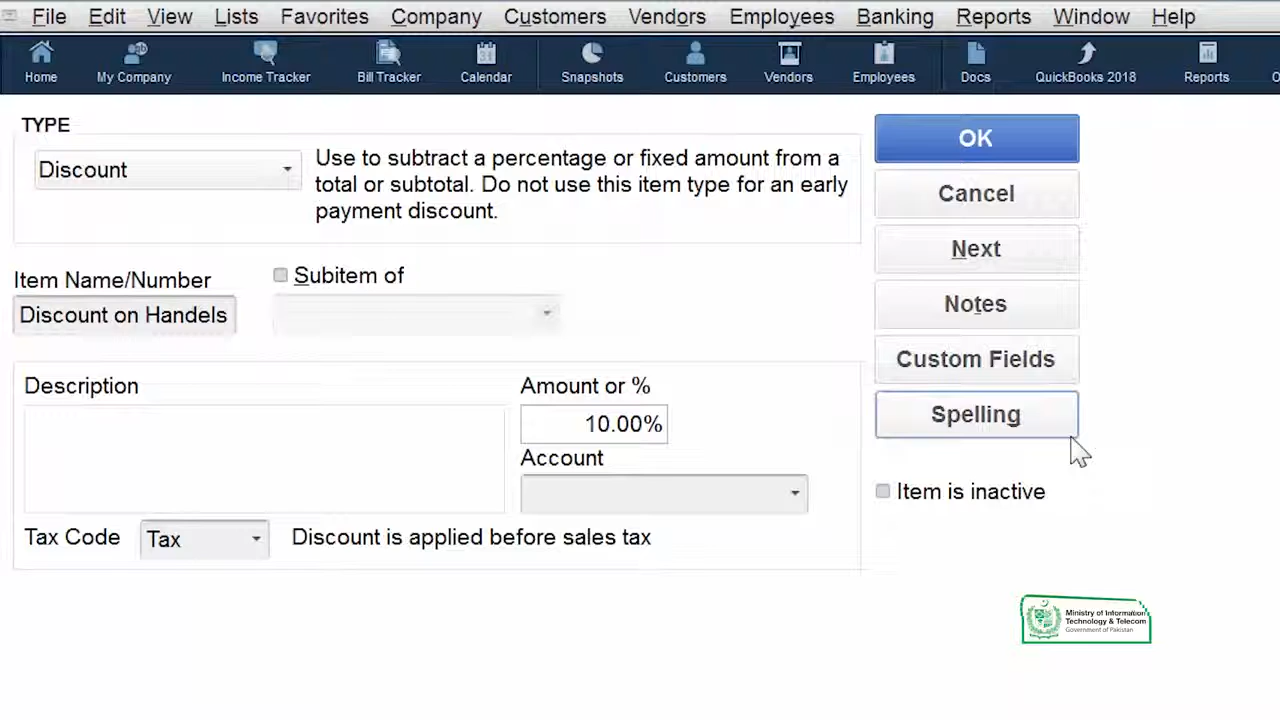 File Edit View Lists Favorites Company Customers Vendors Employees Banking Reports Window Help
Home My Company Income Tracker Bill Tracker Calendar Snapshots Customers Vendors Employees Docs QuickBooks 2018 Reports
TYPE
Discount
Use to subtract a percentage or fixed amount from a
total or subtotal. Do not use this item type for an early
payment discount.
OK
Cancel
Next
Notes
Custom Fields
Spelling
Item is inactive
Item Name/Number
Subitem of
Discount on Handels
Description
Amount or %
10.00%
Account
Tax Code
Tax
Discount is applied before sales tax
Ministry of Information
Technology & Telecom
Government of Pakistan